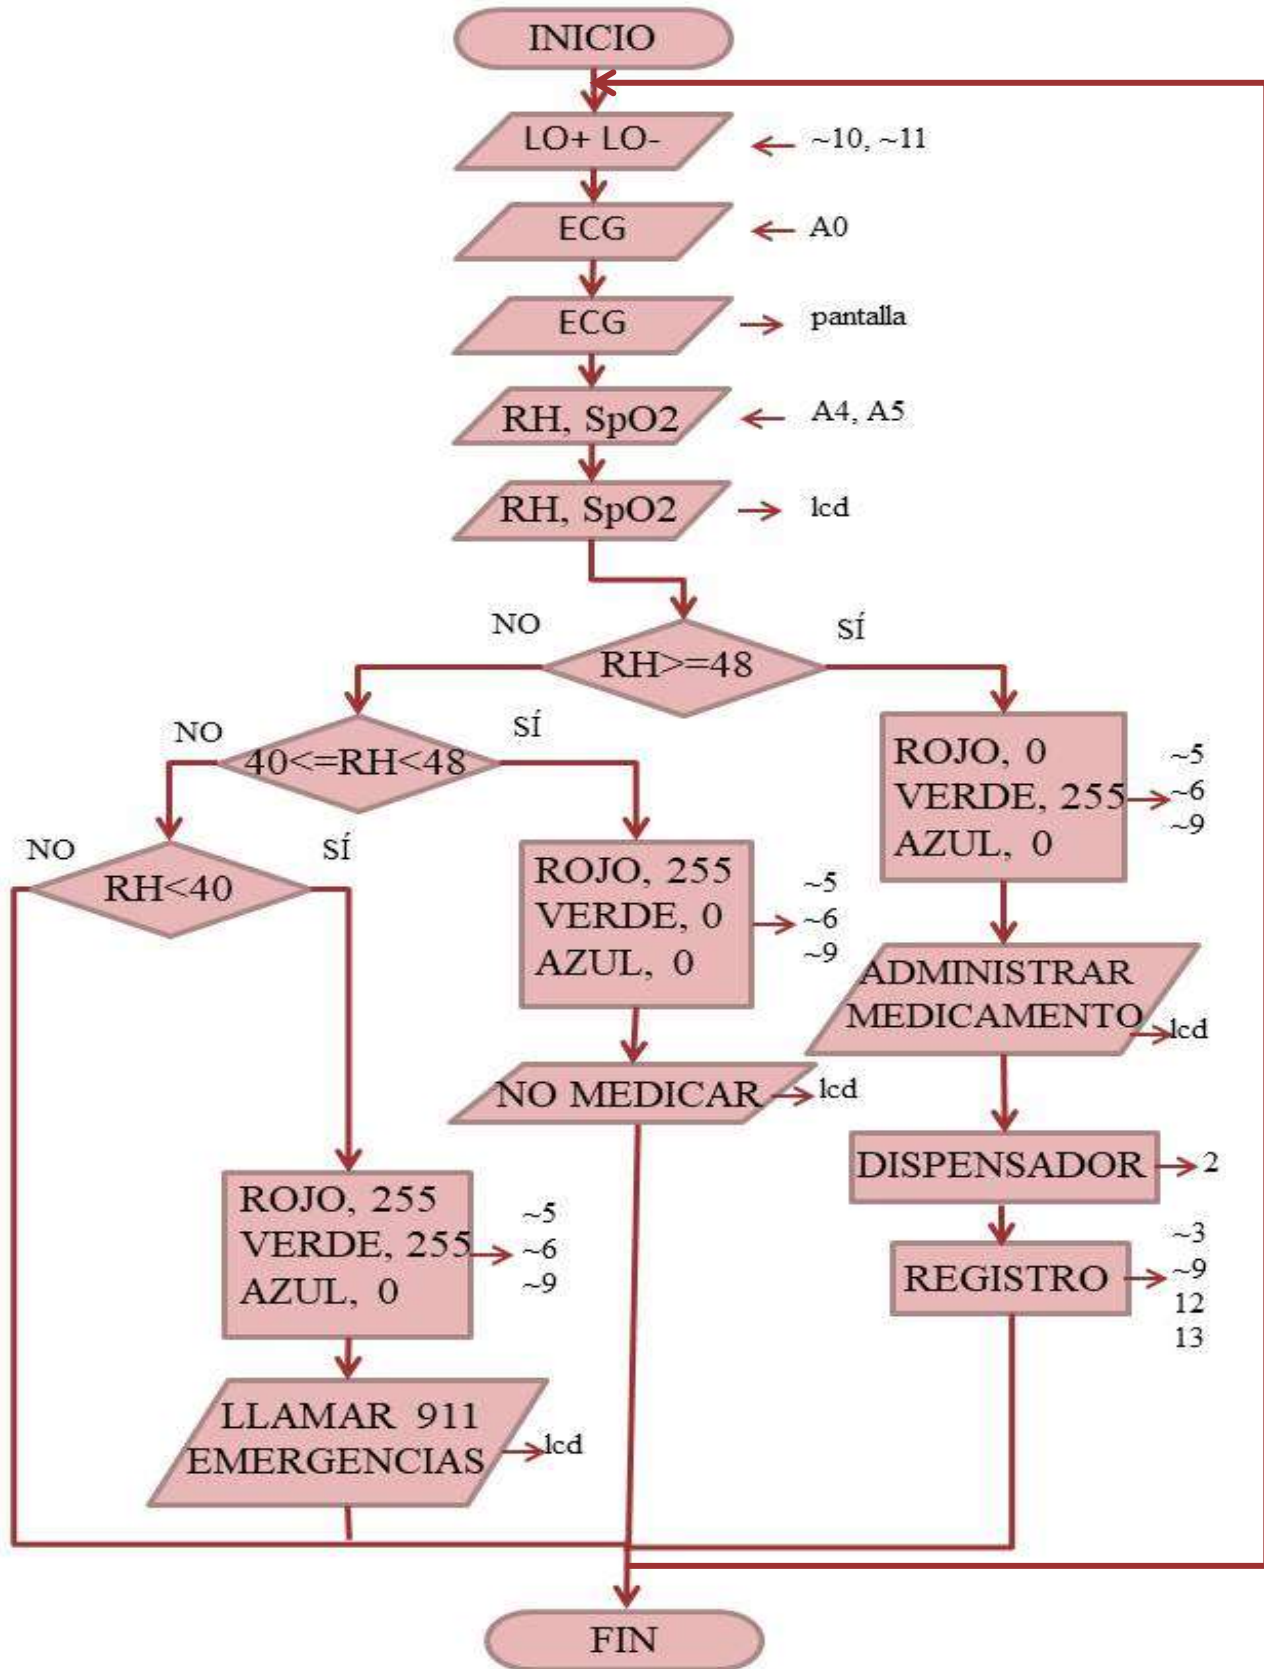 INICIO
LO+ LO-
~10, ~11
ECG
A0
ECG
pantalla
RH, SpO2
A4, A5
RH, SpO2
lcd
NO
SÍ
RH>=48
NO
SÍ
40<=RH<48
ROJO, 0
VERDE, 255
AZUL, 0
~5
~6
~9
NO
SÍ
RH<40
ROJO, 255
VERDE, 0
AZUL, 0
~5
~6
~9
ADMINISTRAR
MEDICAMENTO
lcd
NO MEDICAR
lcd
DISPENSADOR
2
ROJO, 255
VERDE, 255
AZUL, 0
~5
~6
~9
REGISTRO
~3
~9
12
13
LLAMAR 911
EMERGENCIAS
lcd
FIN